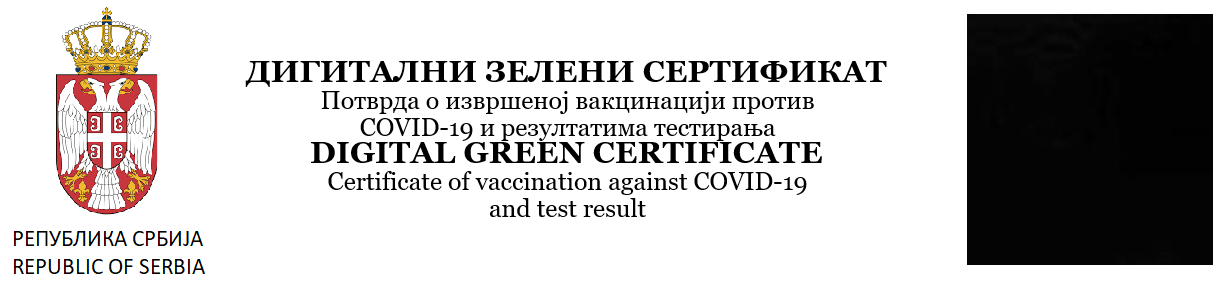 ДИГИТАЛНИ ЗЕЛЕНИ СЕРТИФИКАТ
Потврда о извршеној вакцинацији против
COVID-19 и резултатима тестирања
DIGITAL GREEN CERTIFICATE
Certificate of vaccination against COVID-19
and test result
РЕПУБЛИКА СРБИЈА
REPUBLIC OF SERBIA